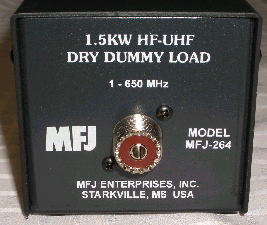 1.5KW HF-UHF
DRY DUMMY LOAD
1 - 650 MHz
MFJ
MODEL
MFJ-264
MFJ ENTERPRISES, INC.
STARKVILLE, MS USA